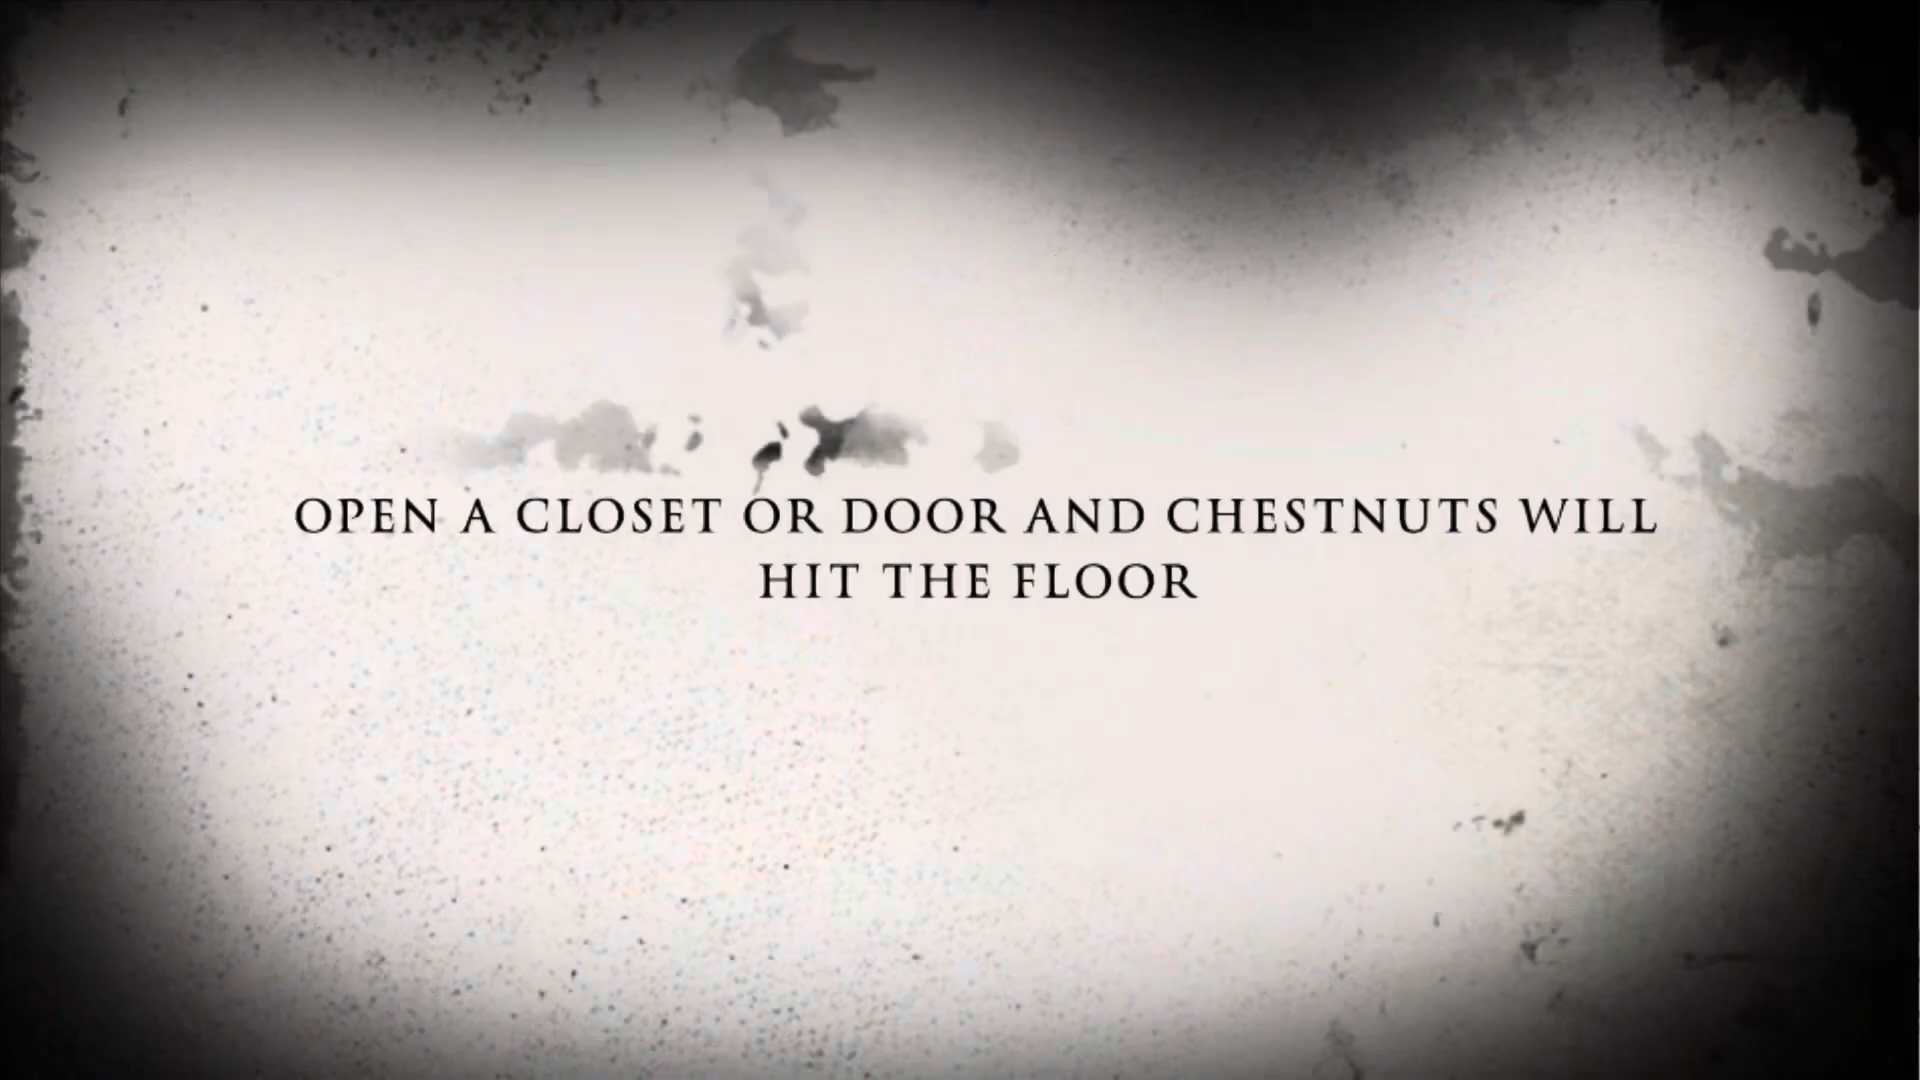 OPEN A CLOSET OR DOOR AND CHESTNUTS WILL
HIT THE FLOOR